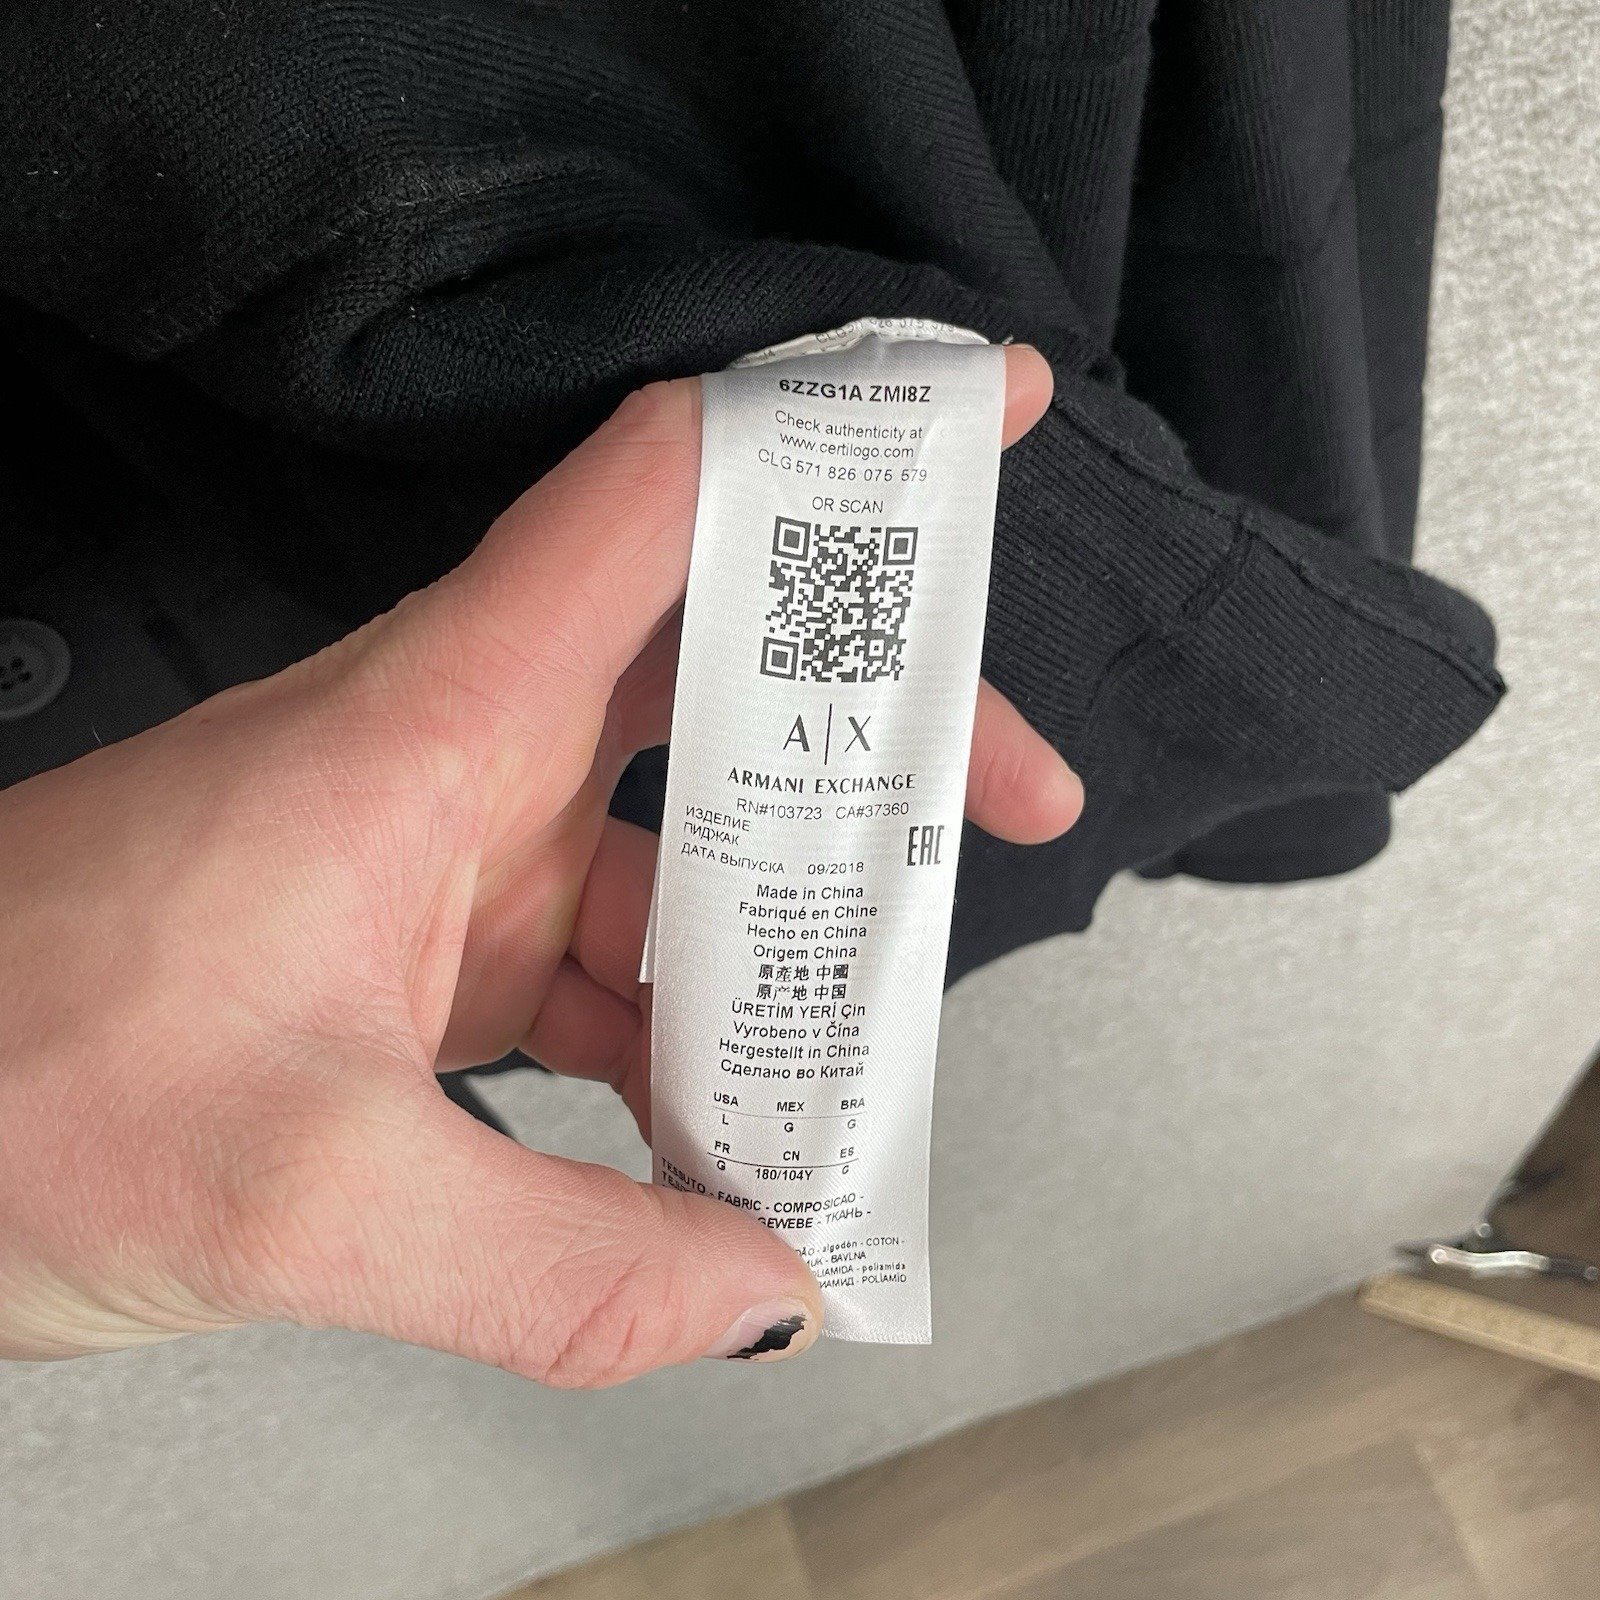 6ZZG1A ZMI8Z
Check authenticity at
www.certilogo.com
CLG 571 826 075 579
OR SCAN
A|X
ARMANI EXCHANGE
RN#103723 CA#37360
ИЗДЕЛИЕ
ПИДЖАК
EAC
ДАТА ВЫПУСКА 09/2018
Made in China
Fabriqué en Chine
Hecho en China
Origem China
原產地 中國
原产地 中国
ÜRETİM YERİ Çin
Vyrobeno v Čína
Hergestellt in China
Сделано во Китай
USA MEX BRA
L G G
FR CN ES
G 180/104Y G
TESSUTO - FABRIC - COMPOSICAO -
GEWEBE - ТКАНЬ -
algodón - COTON -
BAVLNA
POLIAMIDA - poliamida
POLİAMİD